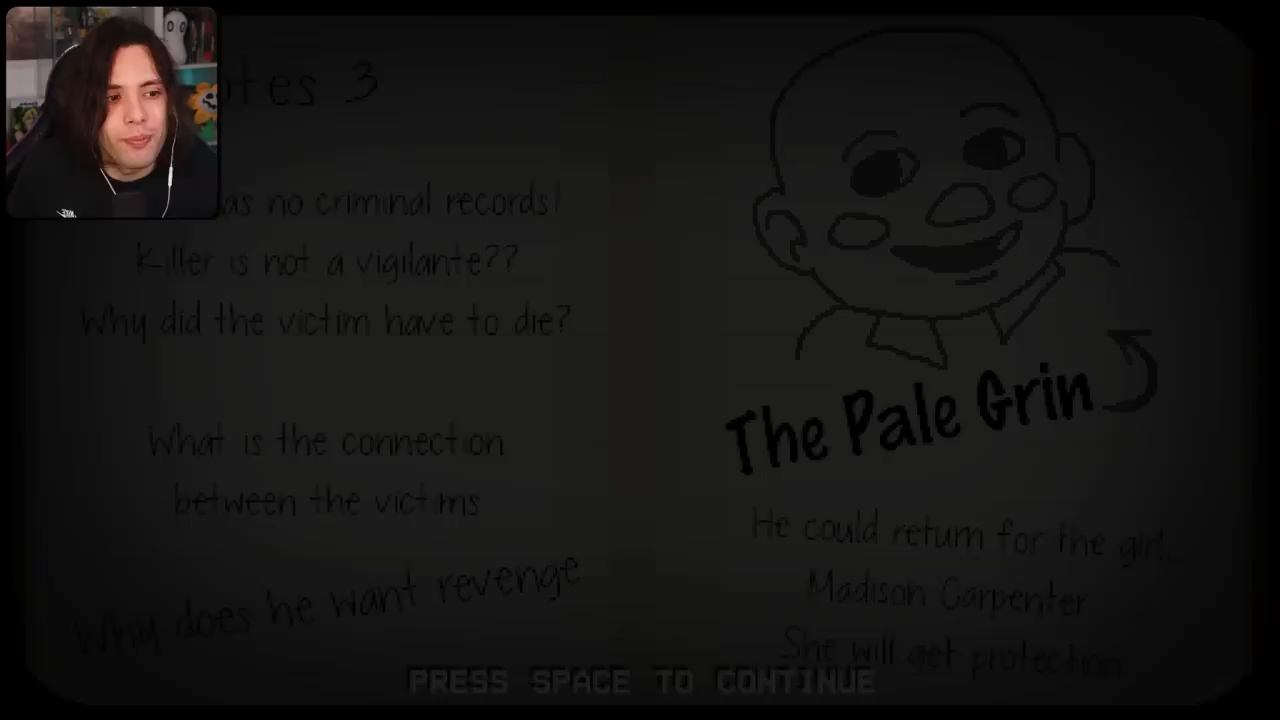 3
no criminal records!
Killer is not a vigilante??
Why did the victim have to die?
What is the connection
between the victims
Why does he want revenge
The Pale Grin
He could return for the girl...
Madison Carpenter
She will get protection
PRESS SPACE TO CONTINUE